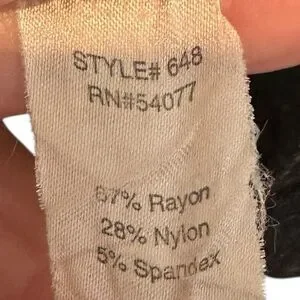 STYLE# 648
RN#54077
67% Rayon
28% Nylon
5% Spandex